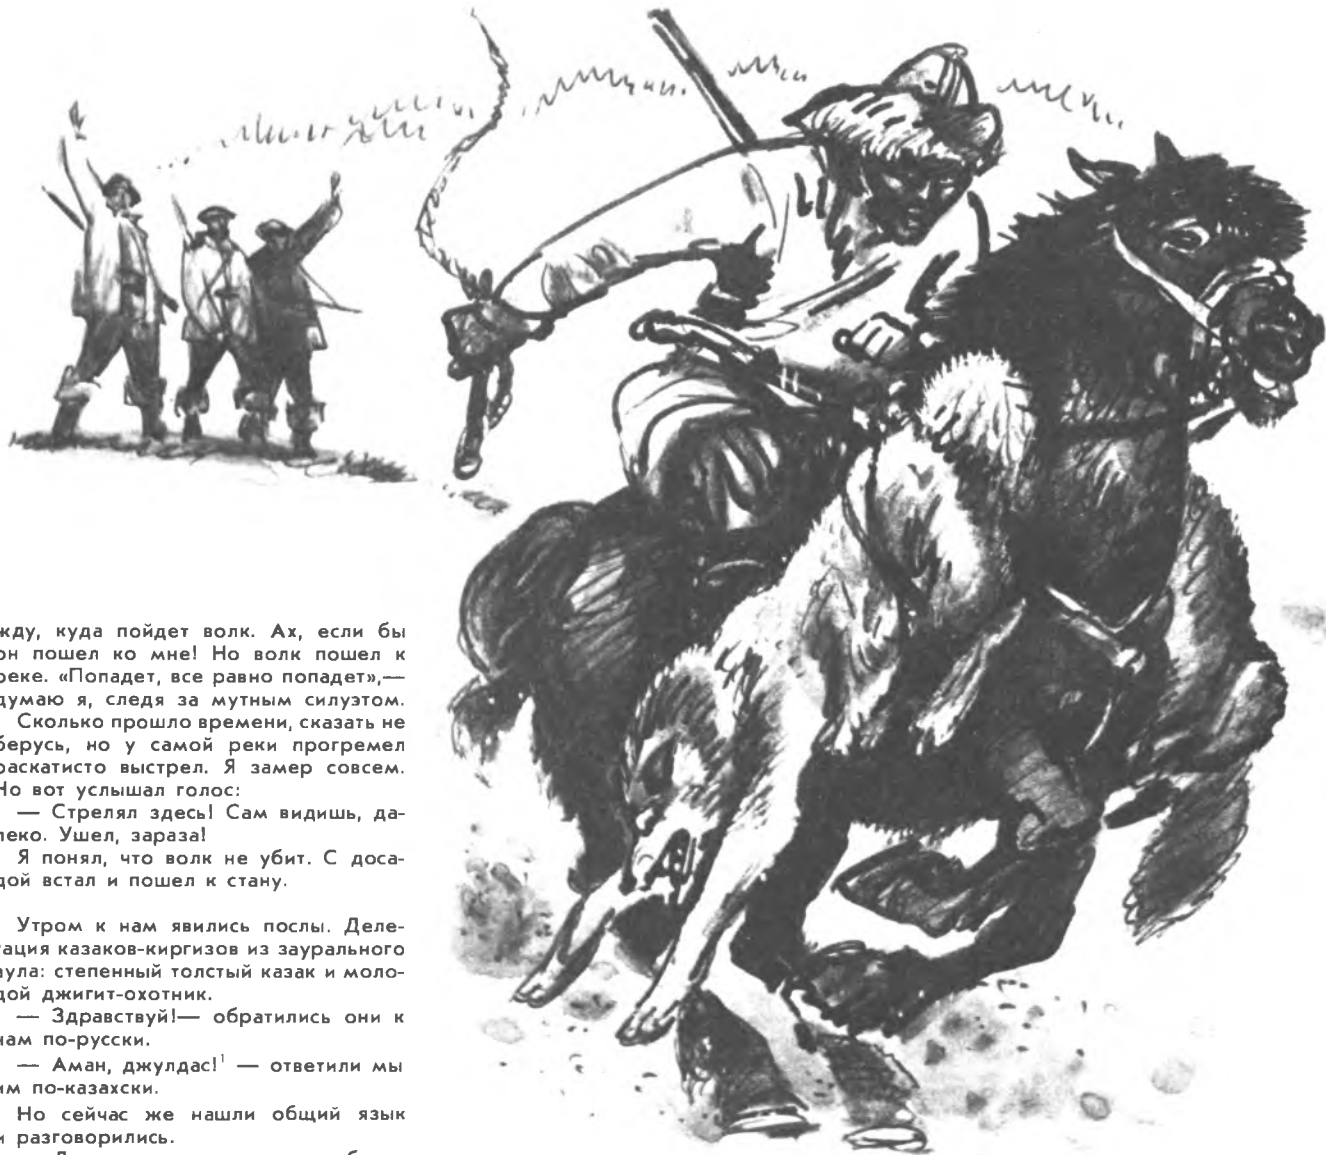 жду, куда пойдет волк. Ах, если бы
он пошел ко мне! Но волк пошел к
реке. «Попадет, все равно попадет»,—
думаю я, следя за мутным силуэтом.
Сколько прошло времени, сказать не
берусь, но у самой реки прогремел
раскатисто выстрел. Я замер совсем.
Но вот услышал голос:
— Стрелял здесь! Сам видишь, да-
леко. Ушел, зараза!
Я понял, что волк не убит. С доса-
дой встал и пошел к стану.
Утром к нам явились послы. Деле-
гация казаков-киргизов из заурального
аула: степенный толстый казак и моло-
дой джигит-охотник.
— Здравствуй!— обратились они к
нам по-русски.
— Аман, джулдас!¹ — ответили мы
им по-казахски.
Но сейчас же нашли общий язык
и разговорились.